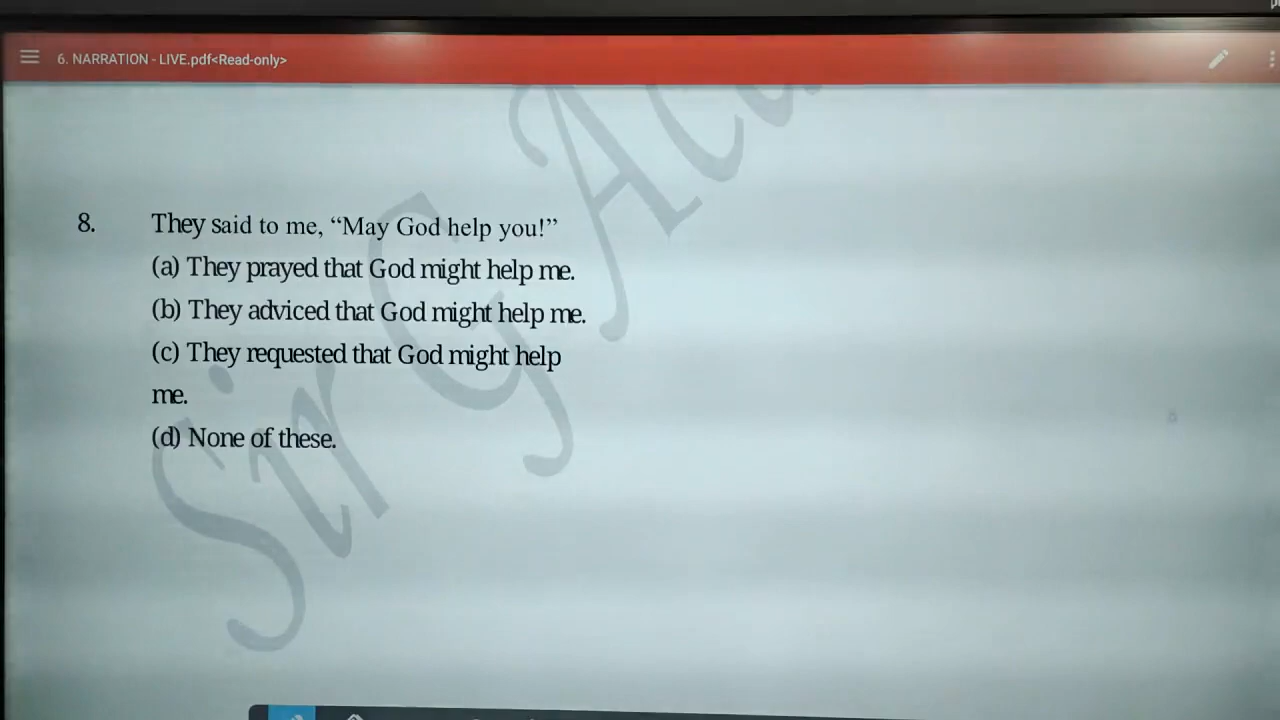 6. NARRATION - LIVE.pdf<Read-only>
Sir G
8. They said to me, “May God help you!”
(a) They prayed that God might help me.
(b) They adviced that God might help me.
(c) They requested that God might help
me.
(d) None of these.